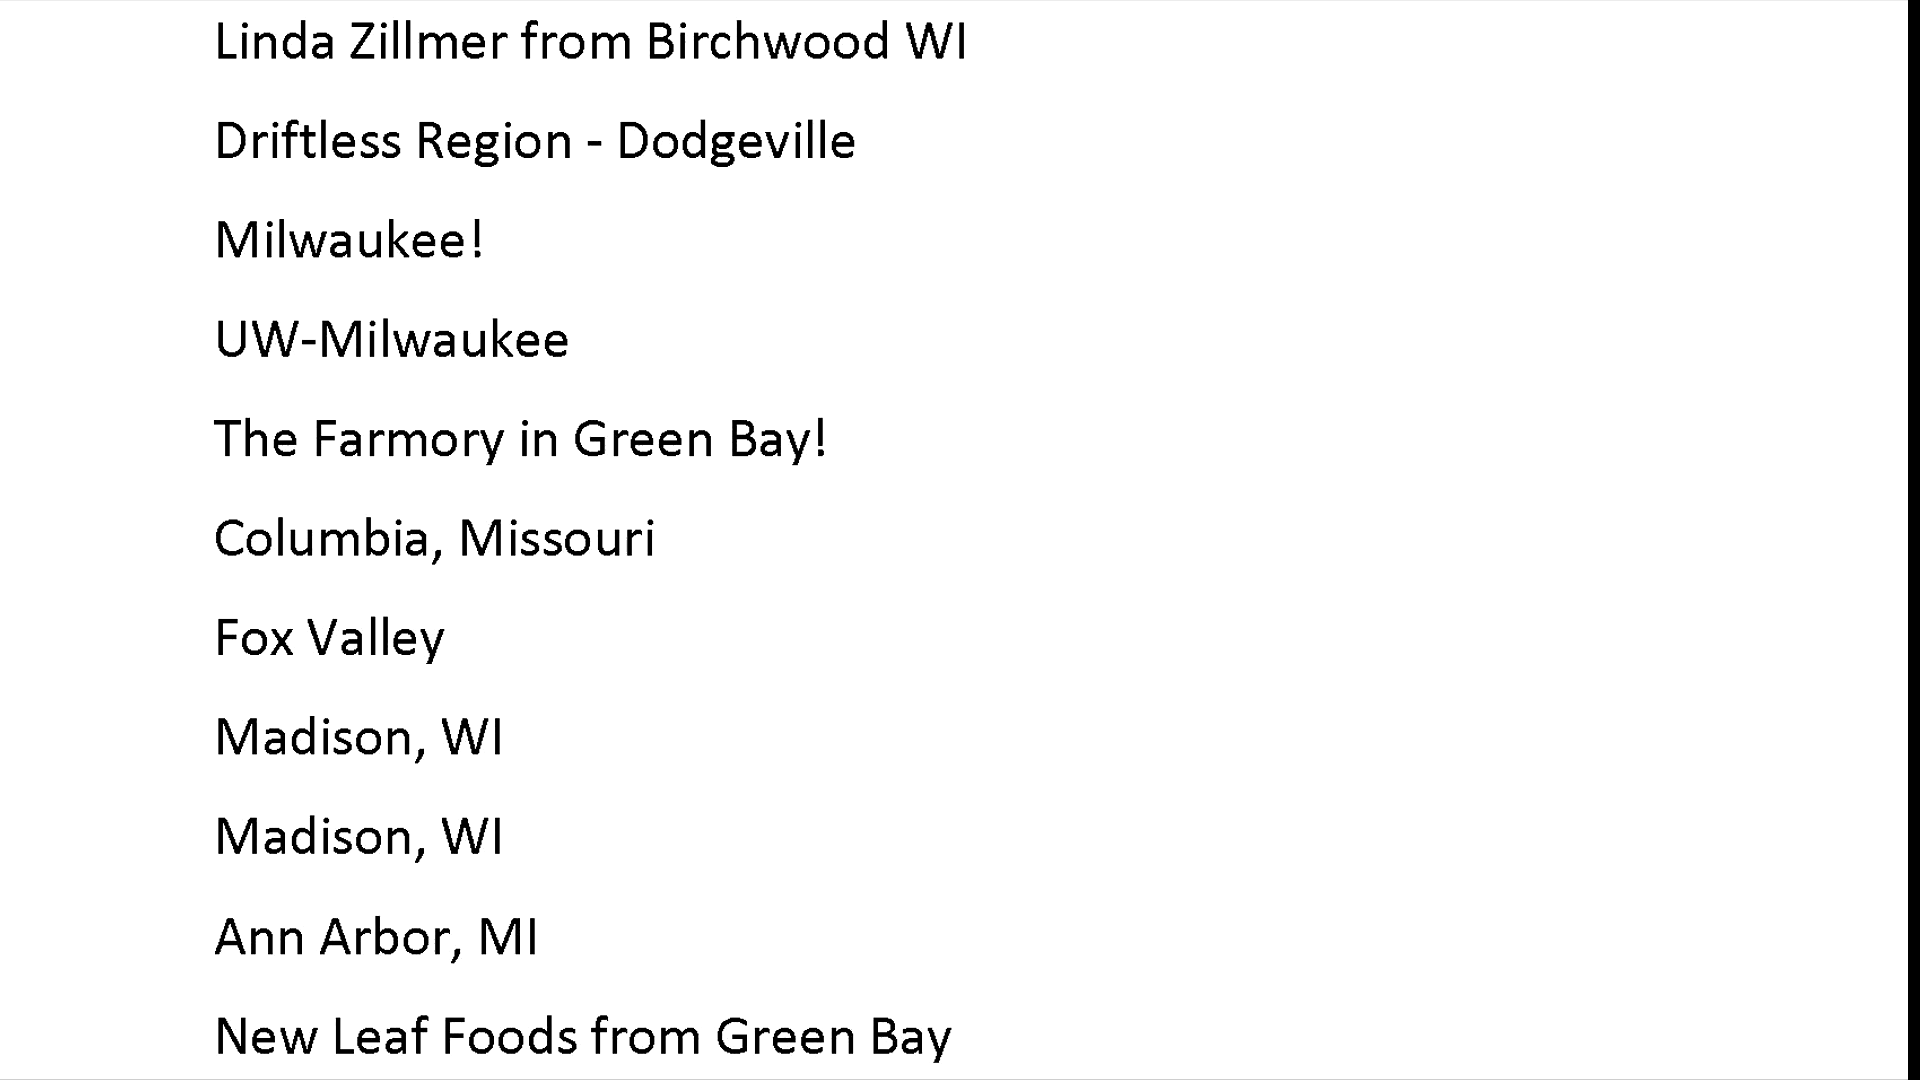 Linda Zillmer from Birchwood WI
Driftless Region - Dodgeville
Milwaukee!
UW-Milwaukee
The Farmory in Green Bay!
Columbia, Missouri
Fox Valley
Madison, WI
Madison, WI
Ann Arbor, MI
New Leaf Foods from Green Bay